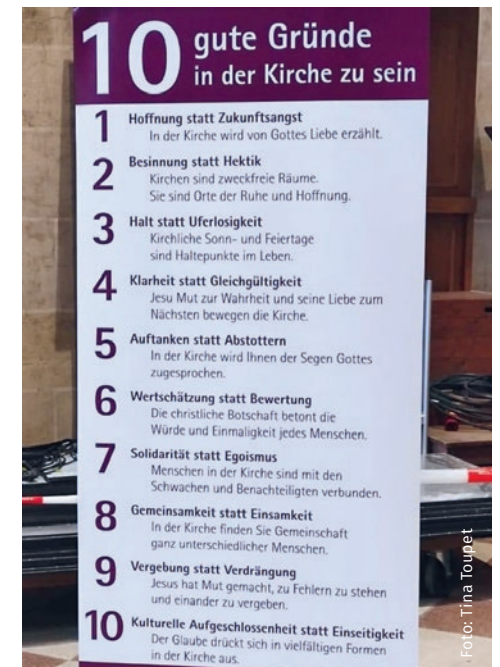 10 gute Gründe
in der Kirche zu sein
1 Hoffnung statt Zukunftsangst
In der Kirche wird von Gottes Liebe erzählt.
2 Besinnung statt Hektik
Kirchen sind zweckfreie Räume.
Sie sind Orte der Ruhe und Hoffnung.
3 Halt statt Uferlosigkeit
Kirchliche Sonn- und Feiertage
sind Haltepunkte im Leben.
4 Klarheit statt Gleichgültigkeit
Jesu Mut zur Wahrheit und seine Liebe zum
Nächsten bewegen die Kirche.
5 Auftanken statt Abstottern
In der Kirche wird Ihnen der Segen Gottes
zugesprochen.
6 Wertschätzung statt Bewertung
Die christliche Botschaft betont die
Würde und Einmaligkeit jedes Menschen.
7 Solidarität statt Egoismus
Menschen in der Kirche sind mit den
Schwachen und Benachteiligten verbunden.
8 Gemeinsamkeit statt Einsamkeit
In der Kirche finden Sie Gemeinschaft
ganz unterschiedlicher Menschen.
9 Vergebung statt Verdrängung
Jesus hat Mut gemacht, zu Fehlern zu stehen
und einander zu vergeben.
10 Kulturelle Aufgeschlossenheit statt Einseitigkeit
Der Glaube drückt sich in vielfältigen Formen
in der Kirche aus.
Foto: Tina Toupet